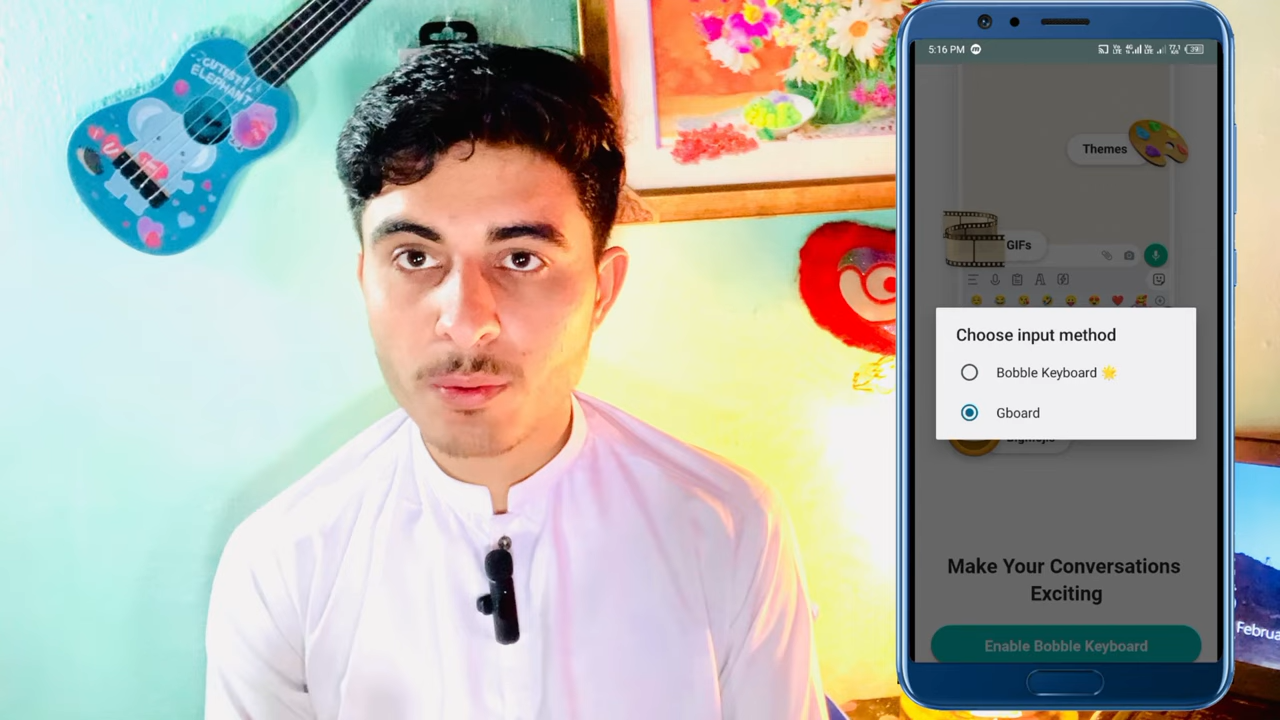 CUTEST
ELEPHANT
5:16 PM
Themes
GIFs
Choose input method
Bobble Keyboard
Gboard
Make Your Conversations
Exciting
Enable Bobble Keyboard